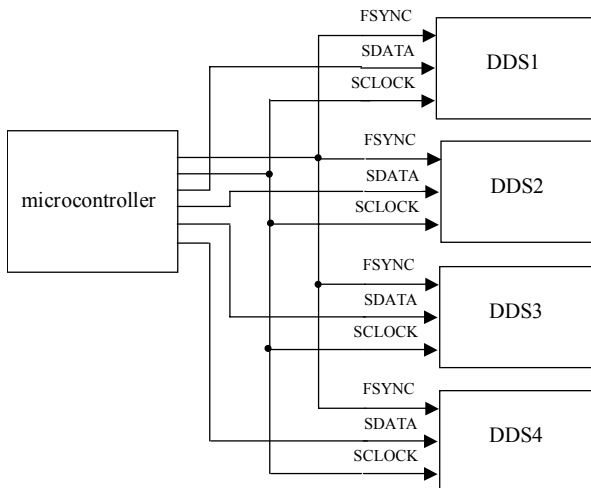 FSYNC
SDATA
DDS1
SCLOCK
FSYNC
SDATA
DDS2
microcontroller
SCLOCK
FSYNC
SDATA
DDS3
SCLOCK
FSYNC
SDATA
DDS4
SCLOCK